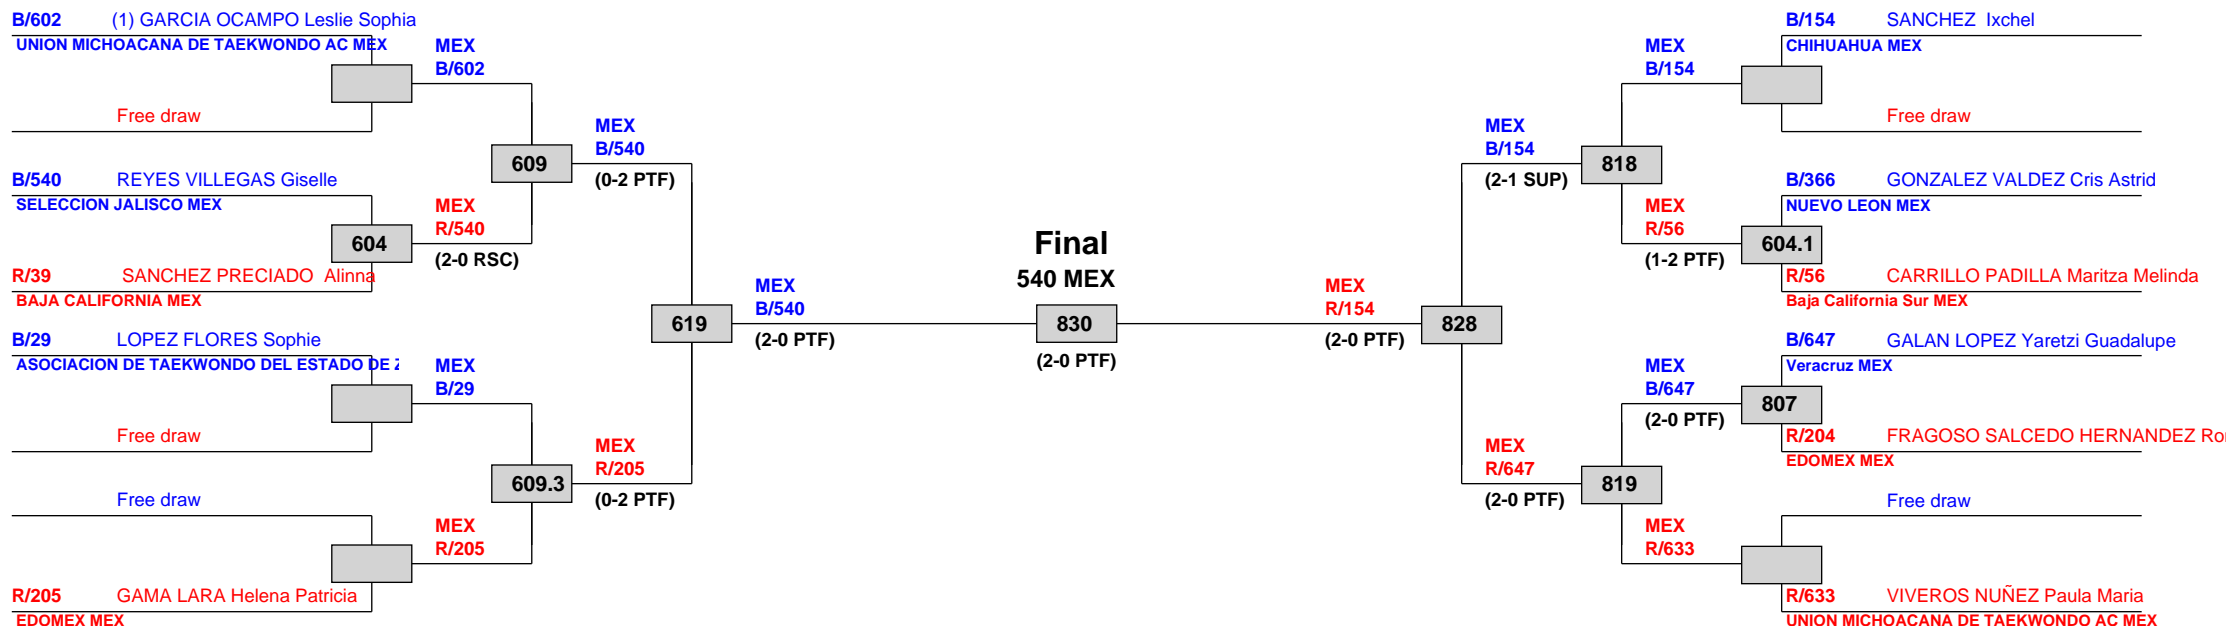 B/602 (1) GARCIA OCAMPO Leslie Sophia
UNION MICHOACANA DE TAEKWONDO AC MEX
MEX
B/602
Free draw
MEX
B/540
609
(0-2 PTF)
B/540 REYES VILLEGAS Giselle
SELECCION JALISCO MEX
MEX
R/540
604
(2-0 RSC)
R/39 SANCHEZ PRECIADO Alinna
BAJA CALIFORNIA MEX
MEX
B/540
619
(2-0 PTF)
B/29 LOPEZ FLORES Sophie
ASOCIACION DE TAEKWONDO DEL ESTADO DE
MEX
B/29
Free draw
MEX
R/205
609.3
(0-2 PTF)
Free draw
MEX
R/205
R/205 GAMA LARA Helena Patricia
EDOMEX MEX
Final
540 MEX
830
(2-0 PTF)
B/154 SANCHEZ Ixchel
CHIHUAHUA MEX
MEX
B/154
Free draw
MEX
B/154
818
(2-1 SUP)
B/366 GONZALEZ VALDEZ Cris Astrid
NUEVO LEON MEX
MEX
R/56
604.1
(1-2 PTF)
R/56 CARRILLO PADILLA Maritza Melinda
Baja California Sur MEX
MEX
R/154
828
(2-0 PTF)
B/647 GALAN LOPEZ Yaretzi Guadalupe
Veracruz MEX
MEX
B/647
807
(2-0 PTF)
R/204 FRAGOSO SALCEDO HERNANDEZ
EDOMEX MEX
MEX
R/647
819
(2-0 PTF)
Free draw
MEX
R/633
R/633 VIVEROS NUÑEZ Paula Maria
UNION MICHOACANA DE TAEKWONDO AC MEX